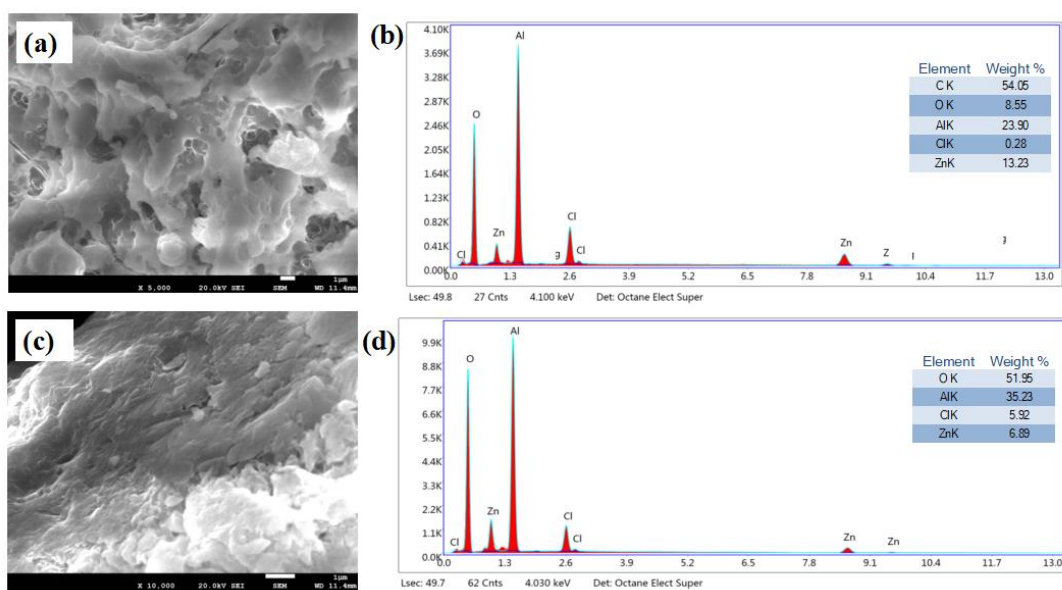 (a)
X 5,000 20.0kV SEI SEM WD 11.4mm 1µm
(b)
4.10K
3.69K
3.28K
2.87K
2.46K
2.05K
1.64K
1.23K
0.82K
0.41K
0.00K
0.0 1.3 2.6 3.9 5.2 6.5 7.8 9.1 10.4 11.7 13.0
Cl O Zn Al Cl Cl Zn Z
Element Weight %
C K 54.05
O K 8.55
AlK 23.90
ClK 0.28
ZnK 13.23
Lsec: 49.8 27 Cnts 4.100 keV Det: Octane Elect Super
(c)
X 10,000 20.0kV SEI SEM WD 11.4mm 1µm
(d)
9.9K
8.8K
7.7K
6.6K
5.5K
4.4K
3.3K
2.2K
1.1K
0.0K
0.0 1.3 2.6 3.9 5.2 6.5 7.8 9.1 10.4 11.7 13.0
Cl O Zn Al Cl Cl Zn Zn
Element Weight %
O K 51.95
AlK 35.23
ClK 5.92
ZnK 6.89
Lsec: 49.7 62 Cnts 4.030 keV Det: Octane Elect Super